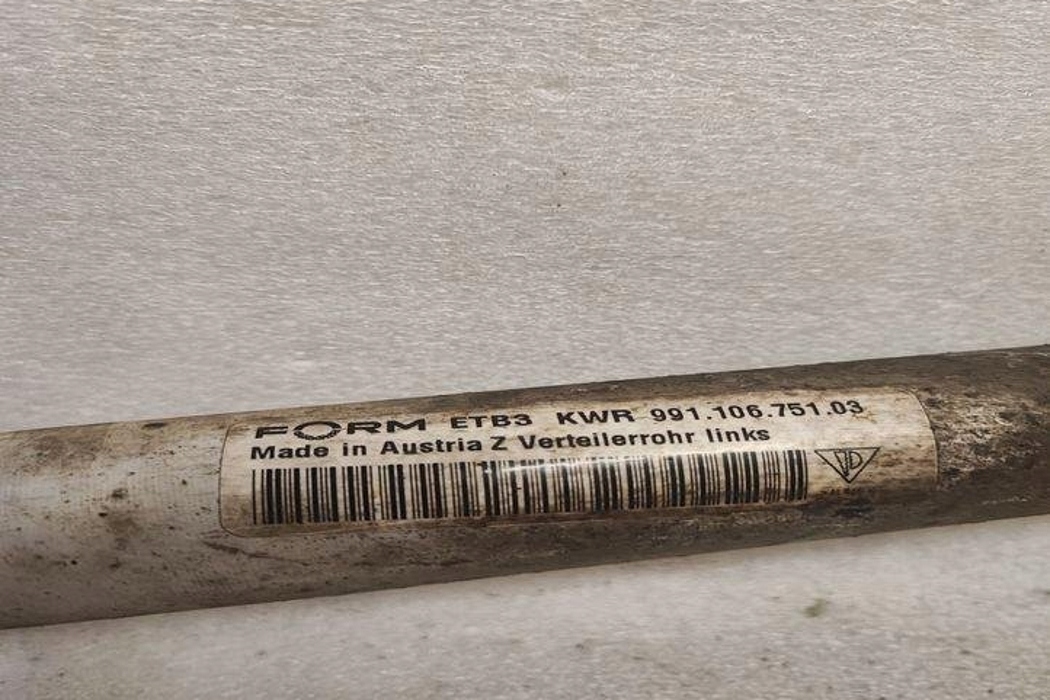 FORM ETB3 KWR 991.106.751.03
Made in Austria Z Verteilerrohr links